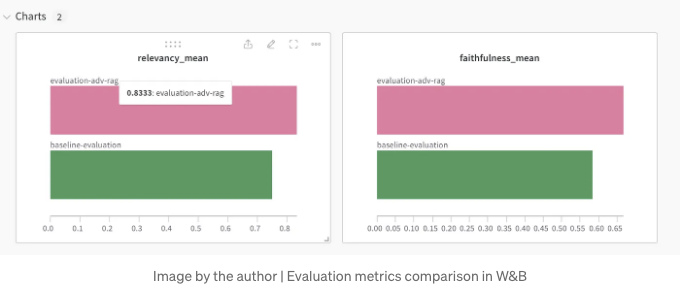 Charts 2
relevancy_mean
evaluation-adv-rag
0.8333: evaluation-adv-rag
baseline-evaluation
0.0 0.1 0.2 0.3 0.4 0.5 0.6 0.7 0.8
faithfulness_mean
evaluation-adv-rag
baseline-evaluation
0.00 0.05 0.10 0.15 0.20 0.25 0.30 0.35 0.40 0.45 0.50 0.55 0.60 0.65
Image by the author | Evaluation metrics comparison in W&B